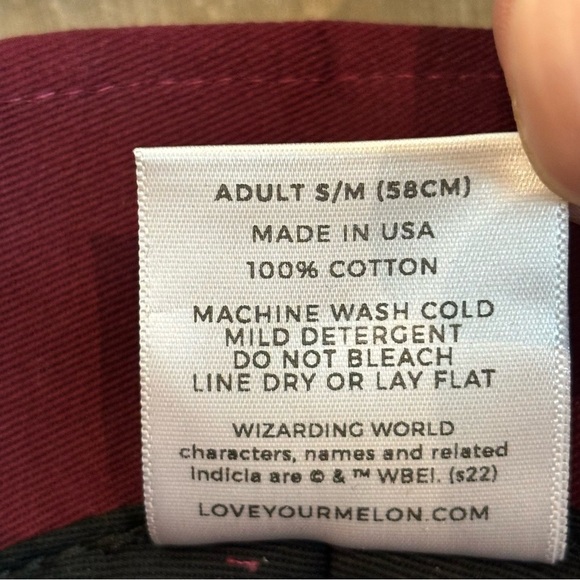 ADULT S/M (58CM)
MADE IN USA
100% COTTON
MACHINE WASH COLD
MILD DETERGENT
DO NOT BLEACH
LINE DRY OR LAY FLAT
WIZARDING WORLD
characters, names and related
indicia are © & ™ WBEI. (s22)
LOVEYOURMELON.COM